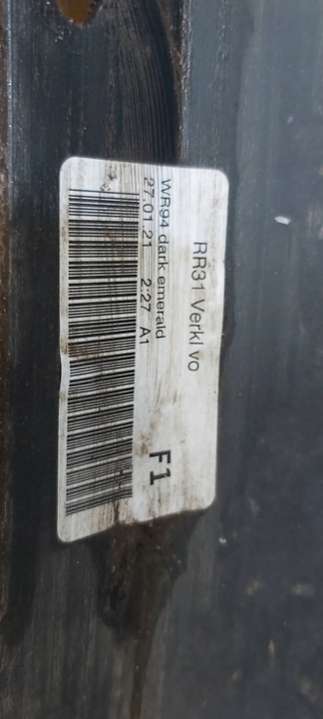 RR31 Verkl vo
WR94 dark emerald
27.01.21 2:27 A1
F1